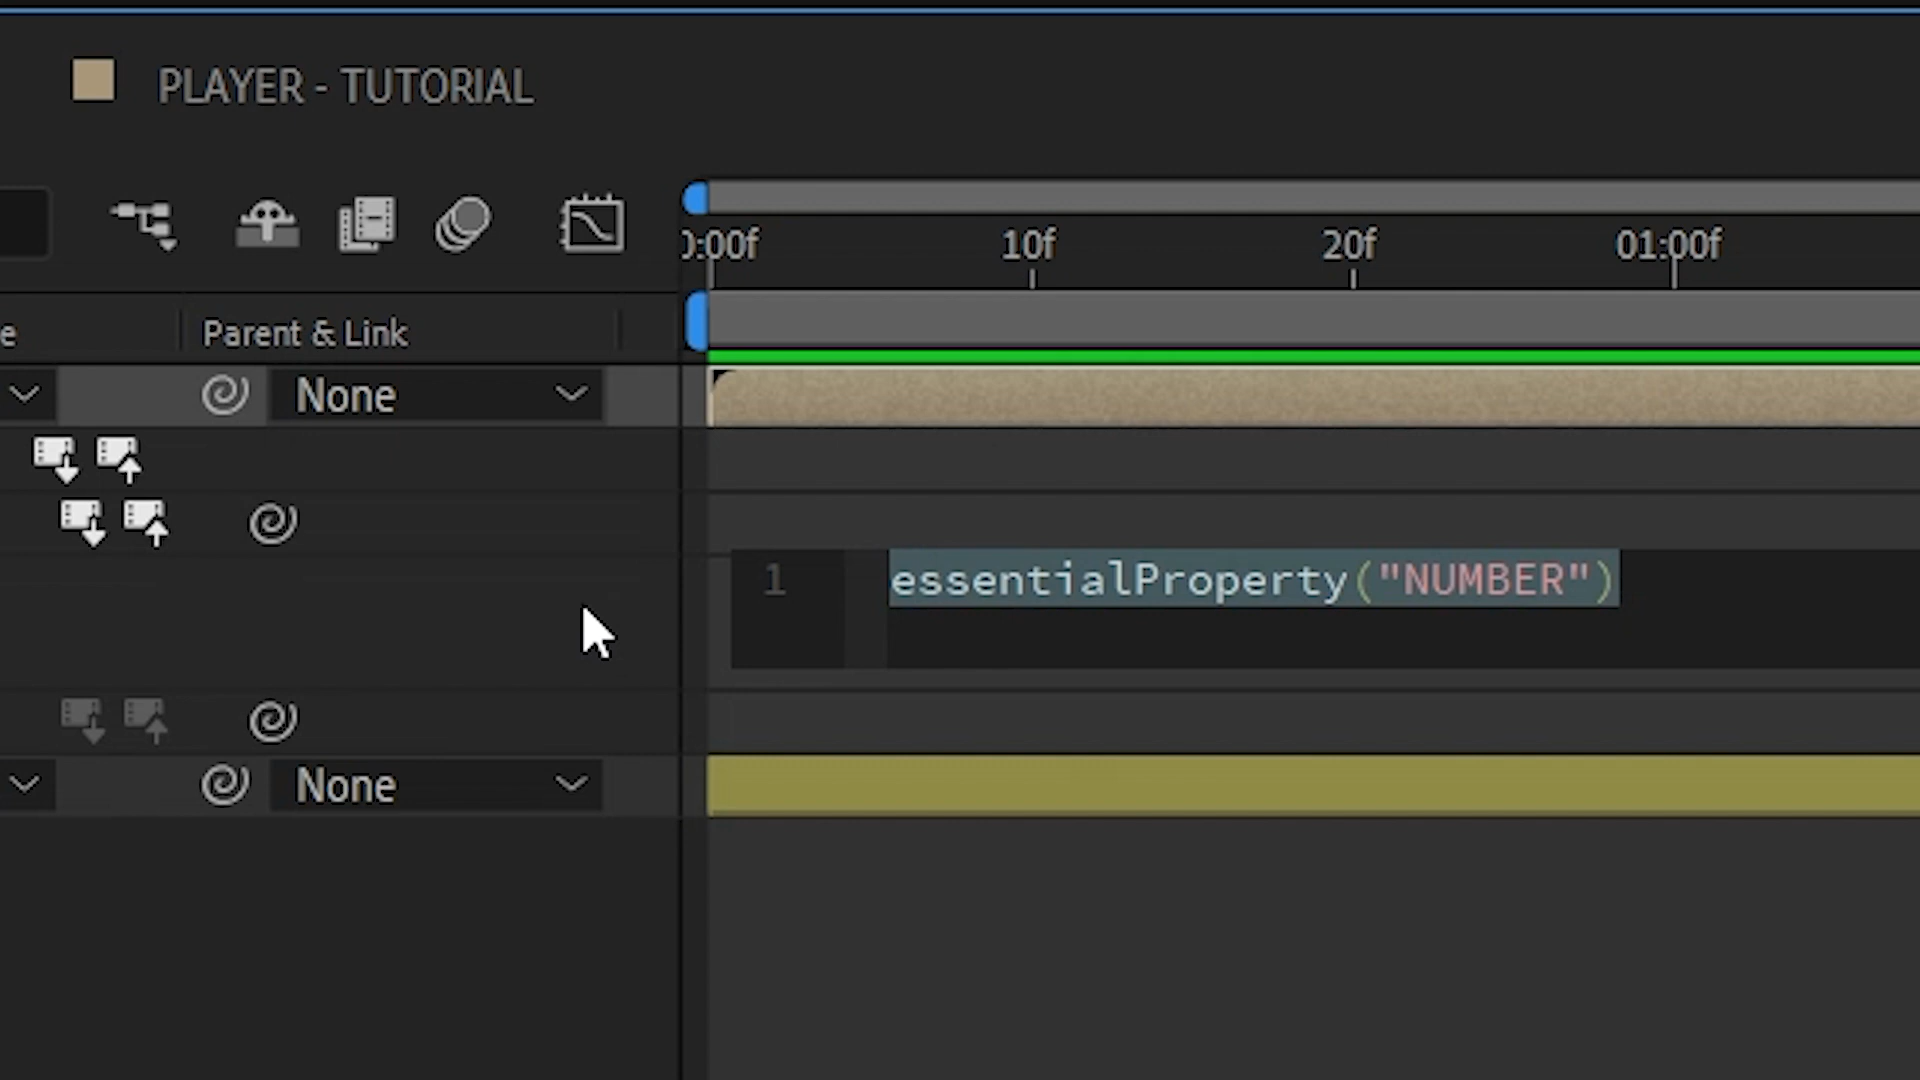 PLAYER - TUTORIAL
0:00f 10f 20f 01:00f
e Parent & Link
None
1 essentialProperty("NUMBER")
None